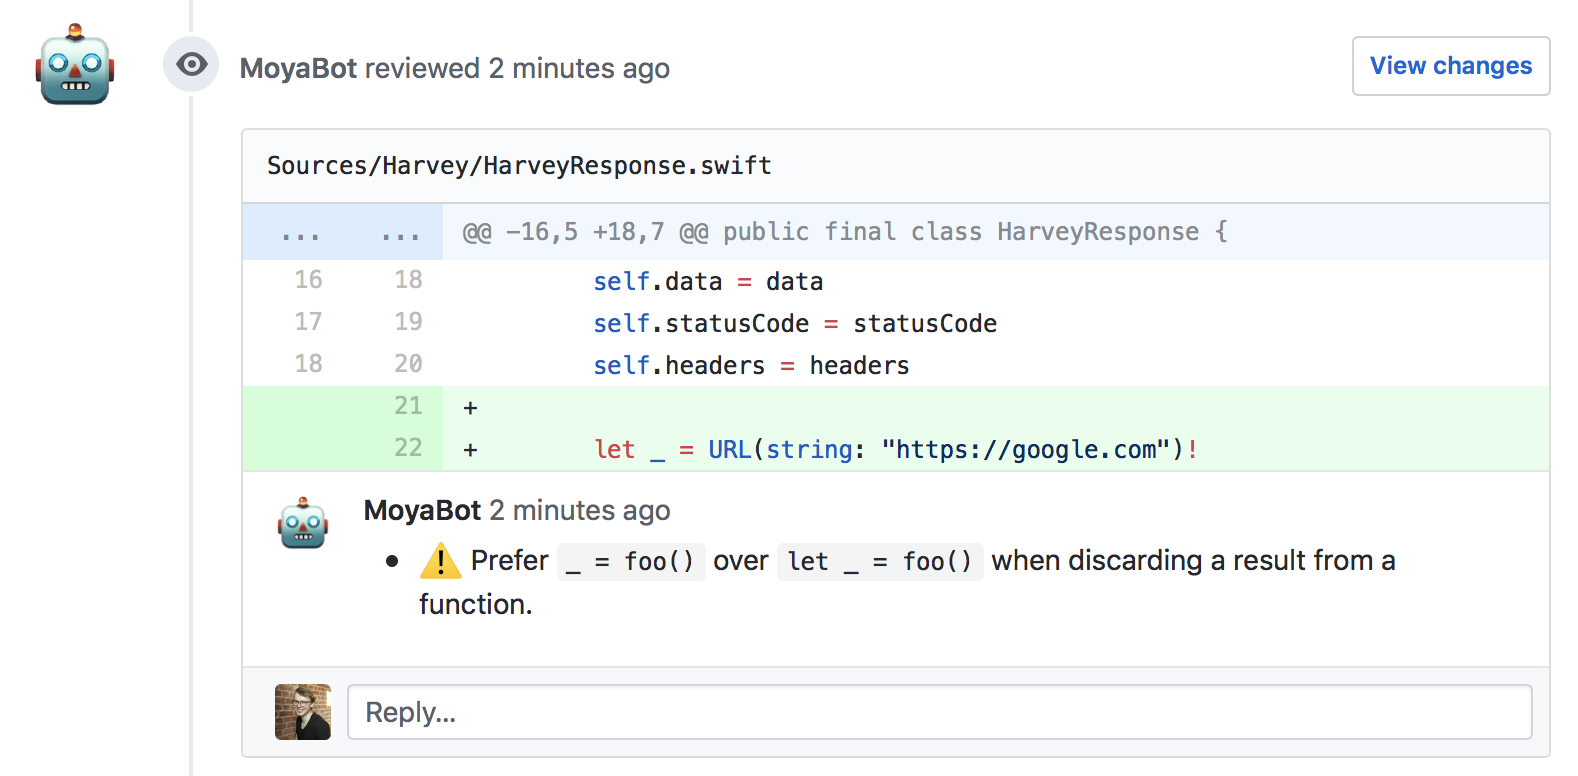 MoyaBot reviewed 2 minutes ago
View changes
Sources/Harvey/HarveyResponse.swift
... ... @@ -16,5 +18,7 @@ public final class HarveyResponse {
16 18 self.data = data
17 19 self.statusCode = statusCode
18 20 self.headers = headers
21 +
22 + let _ = URL(string: "https://google.com")!
MoyaBot 2 minutes ago
• ⚠️ Prefer _ = foo() over let _ = foo() when discarding a result from a
function.
Reply...